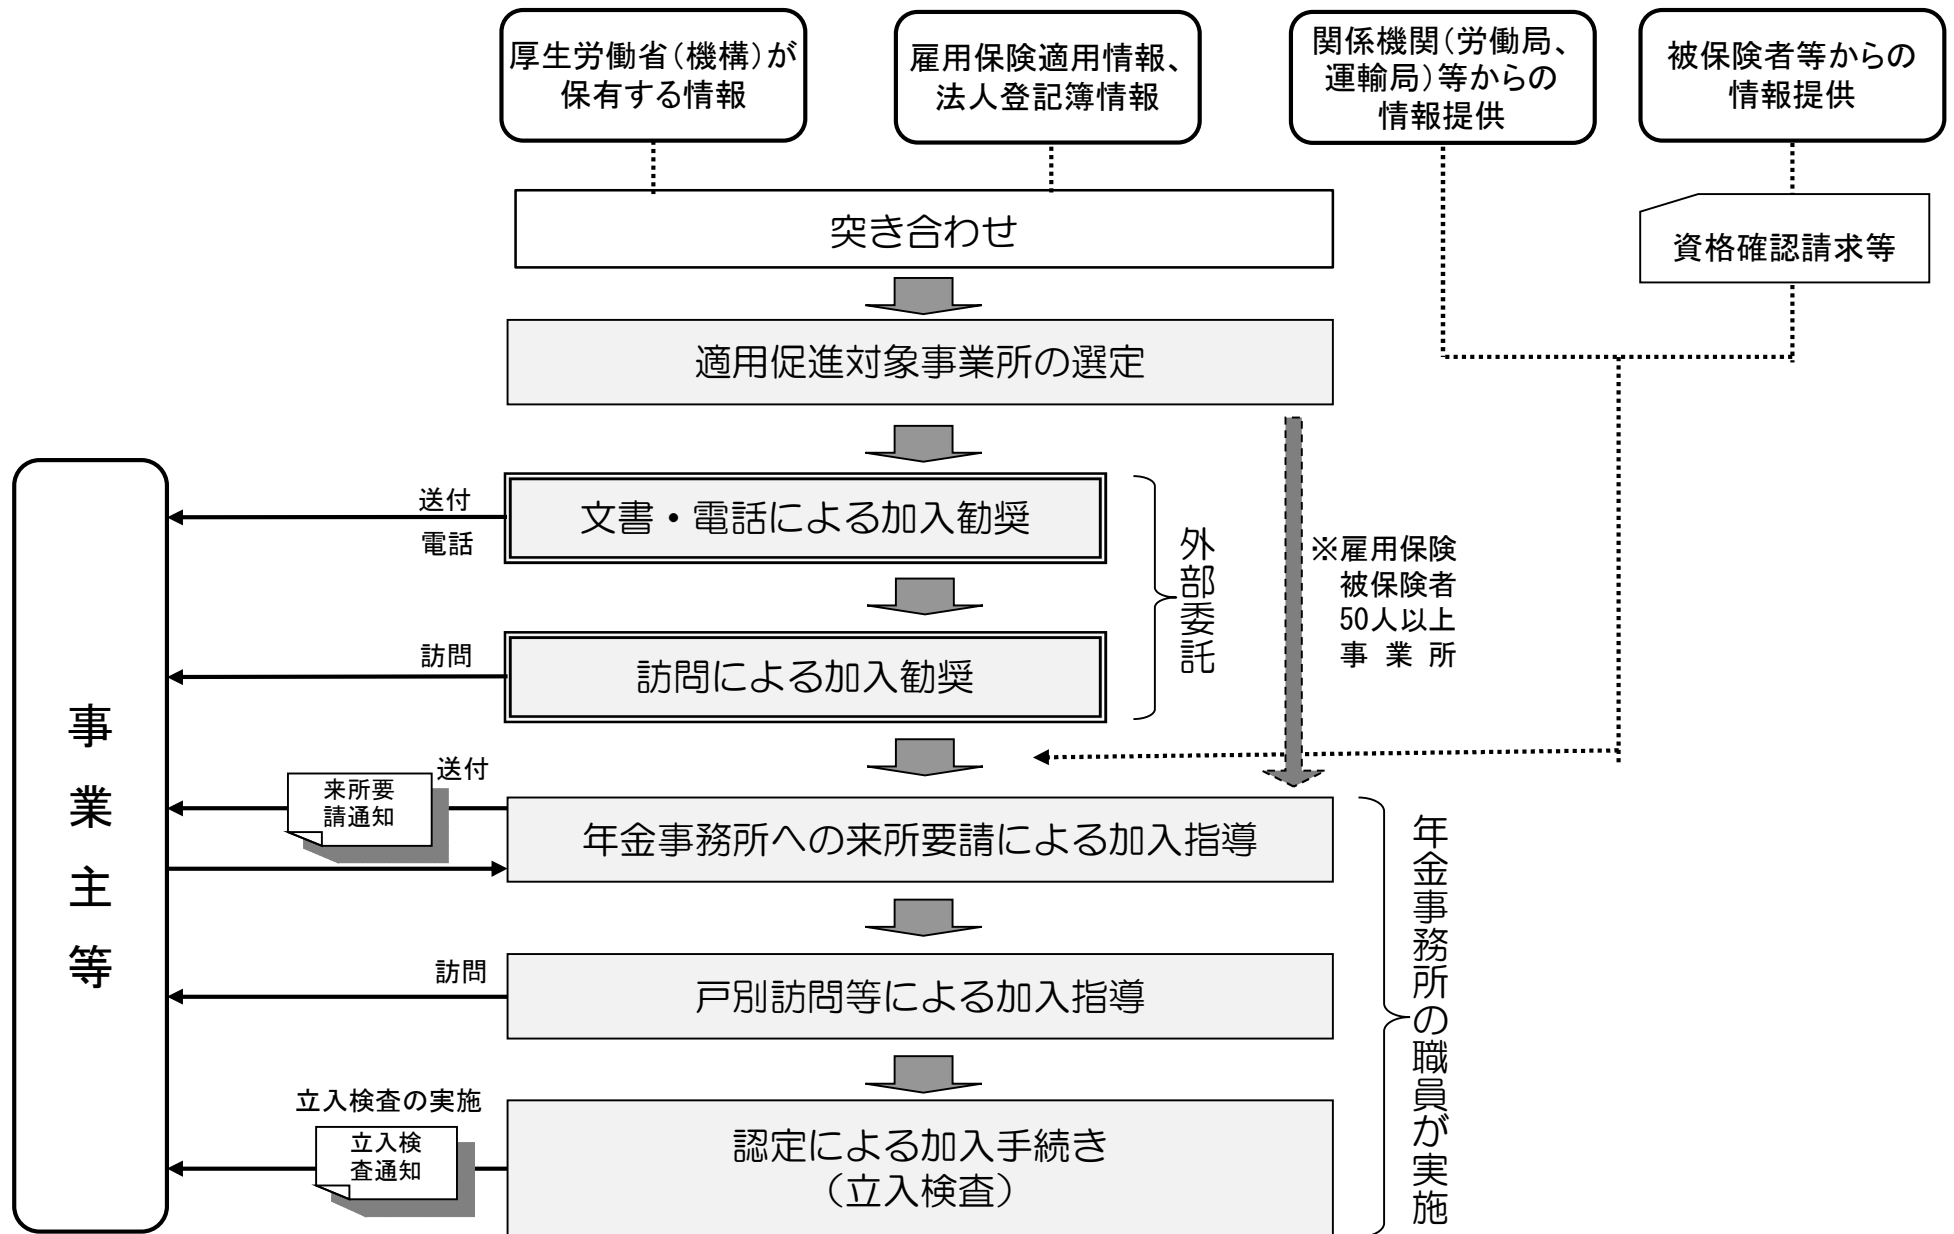 厚生労働省（機構）が
保有する情報
雇用保険適用情報、
法人登記簿情報
関係機関（労働局、
運輸局）等からの
情報提供
被保険者等からの
情報提供
突き合わせ
資格確認請求等
適用促進対象事業所の選定
送付
電話
文書・電話による加入勧奨
外部委託
※雇用保険
被保険者
50人以上
事業所
訪問
訪問による加入勧奨
事業主等
送付
来所要
請通知
年金事務所への来所要請による加入指導
年金事務所の職員が実施
訪問
戸別訪問等による加入指導
立入検査の実施
立入検
査通知
認定による加入手続き
（立入検査）